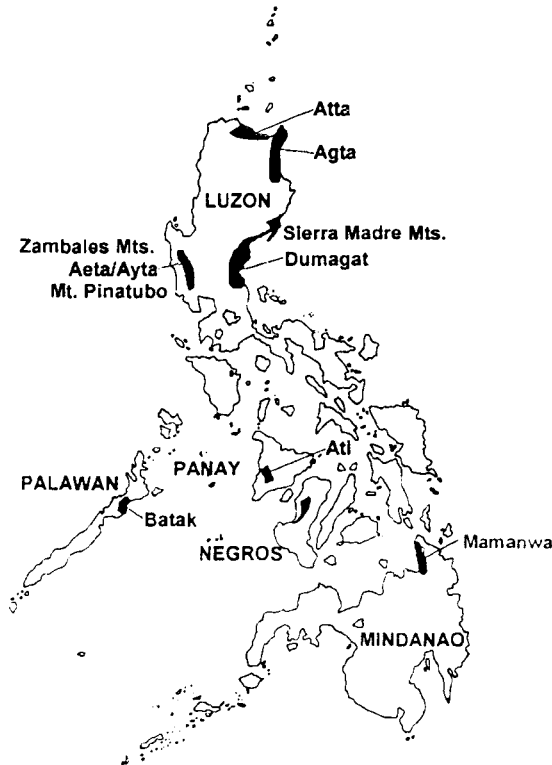 Atta
Agta
LUZON
Sierra Madre Mts.
Dumagat
Zambales Mts.
Aeta/Ayta
Mt. Pinatubo
Ati
PANAY
PALAWAN
Batak
NEGROS
Mamanwa
MINDANAO